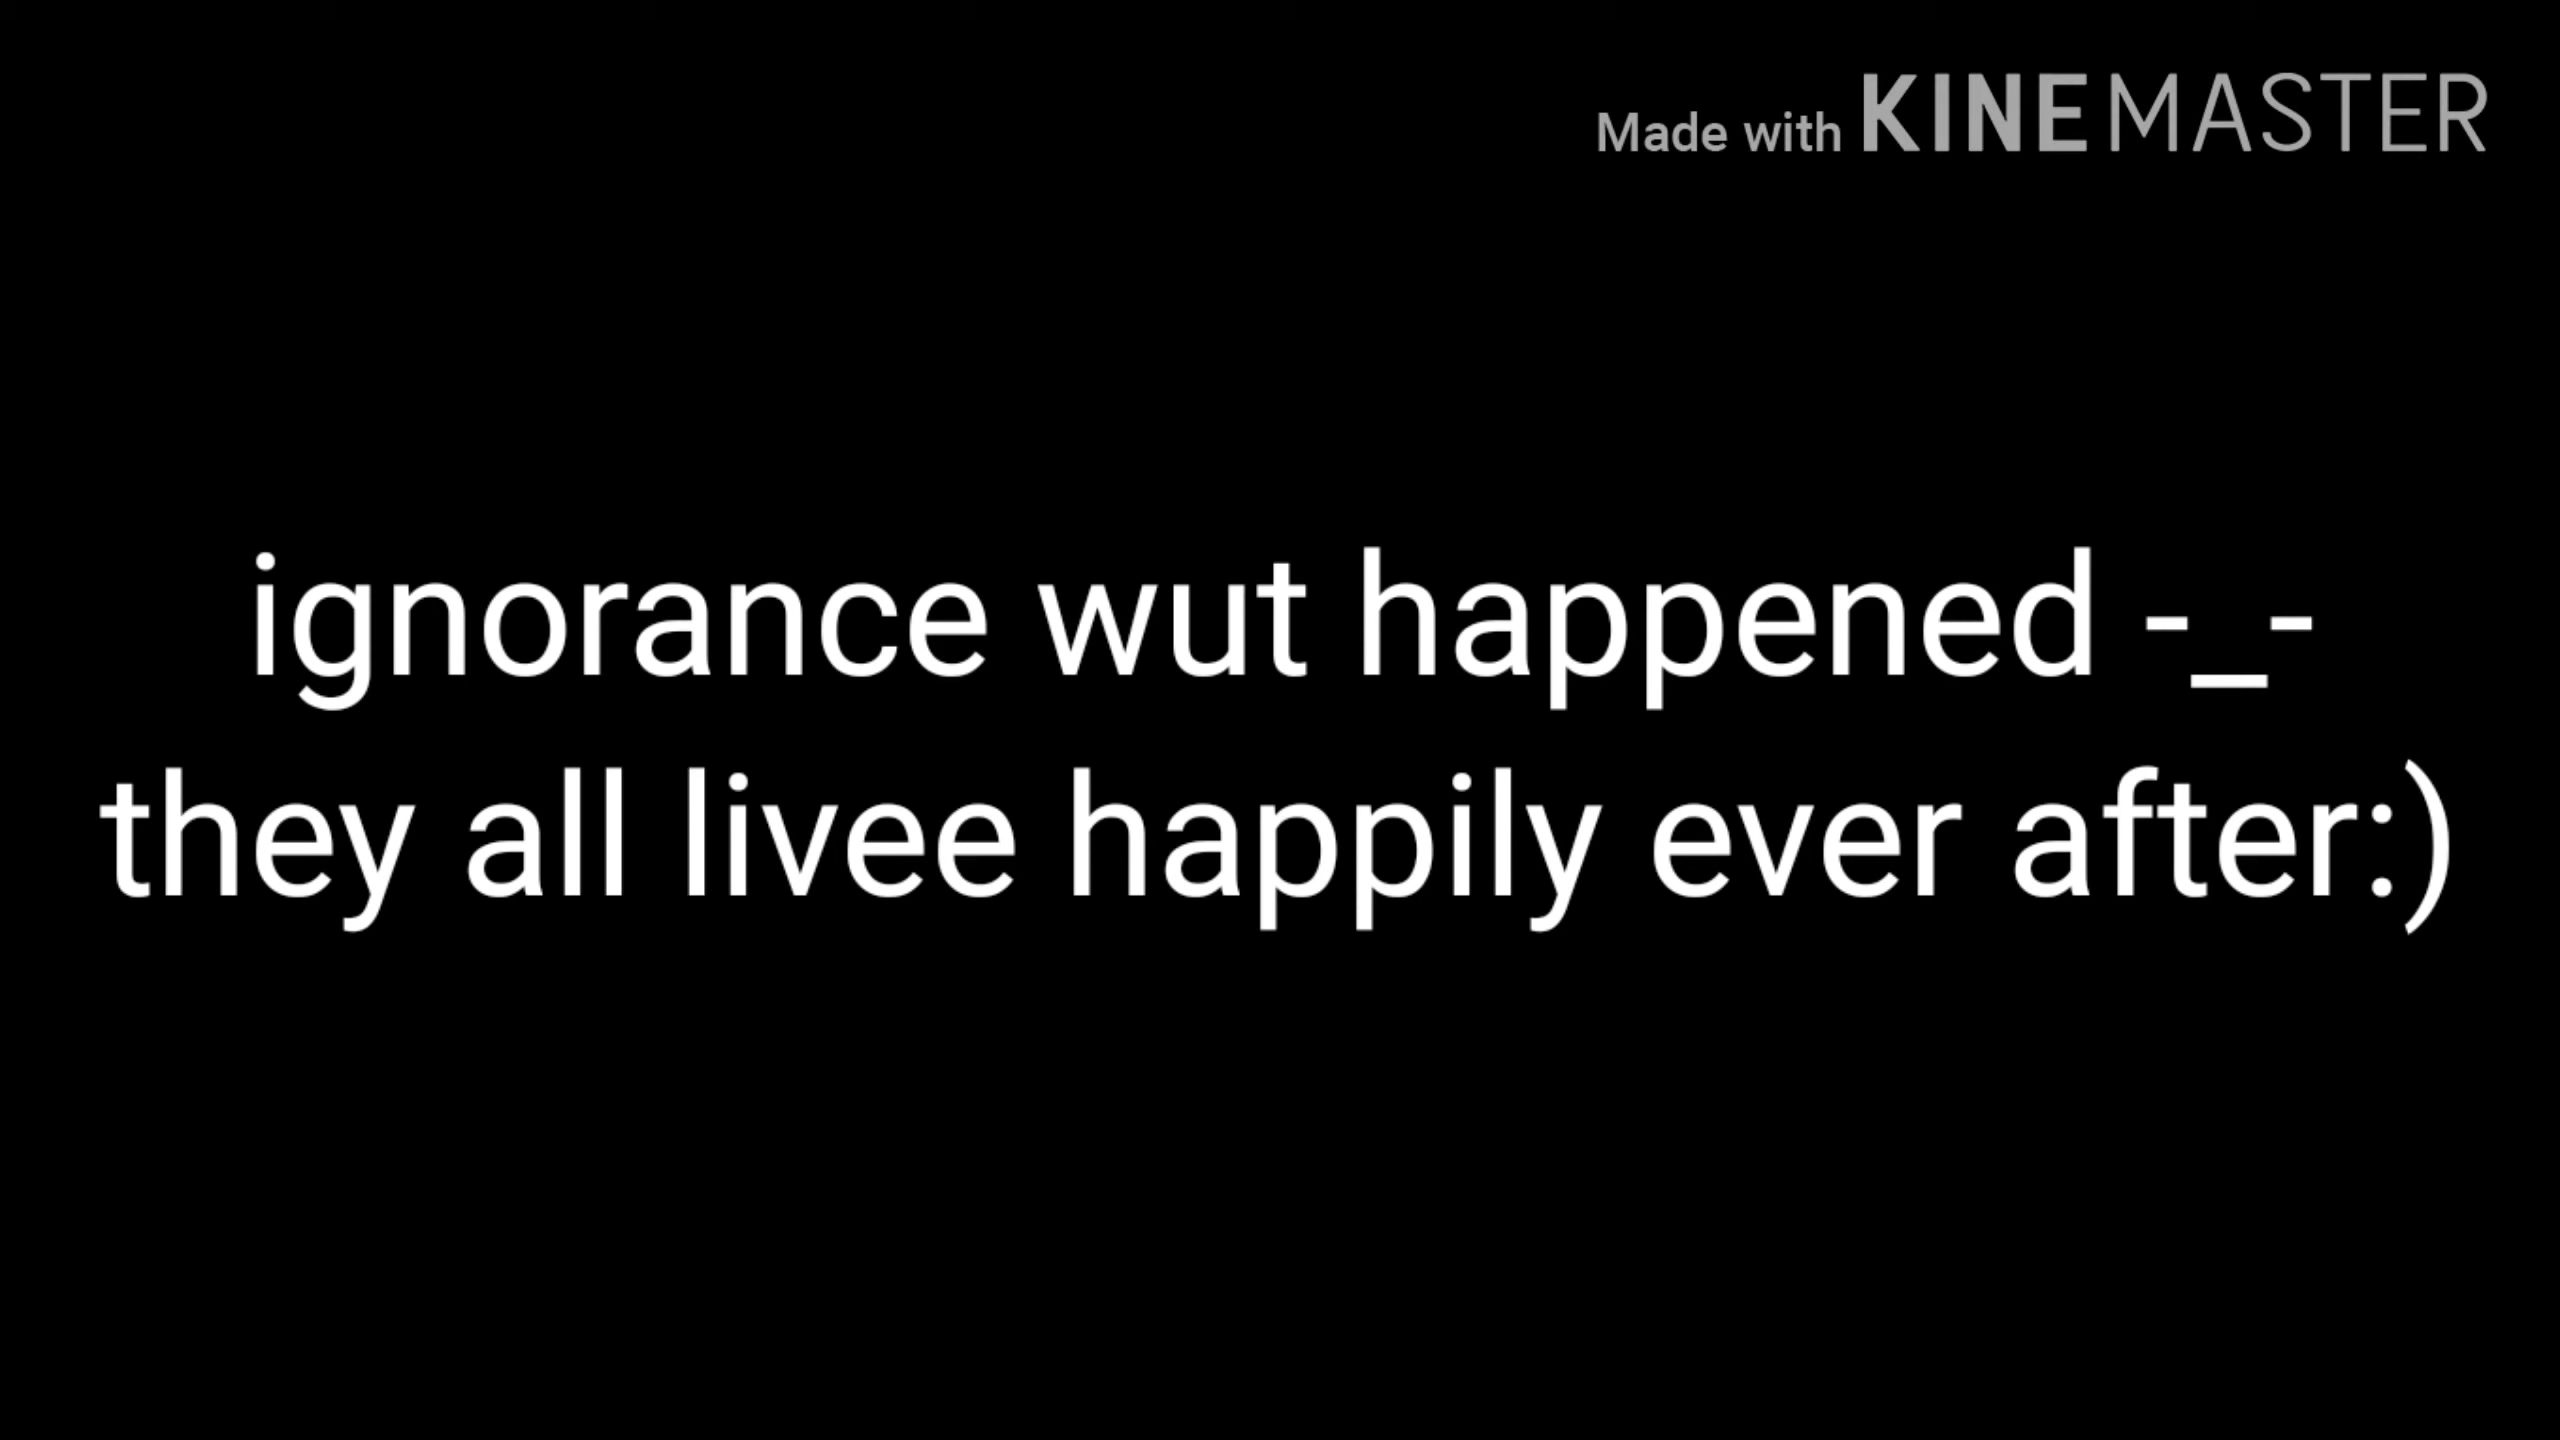 Made with KINEMASTER
ignorance wut happened -_-
they all livee happily ever after:)